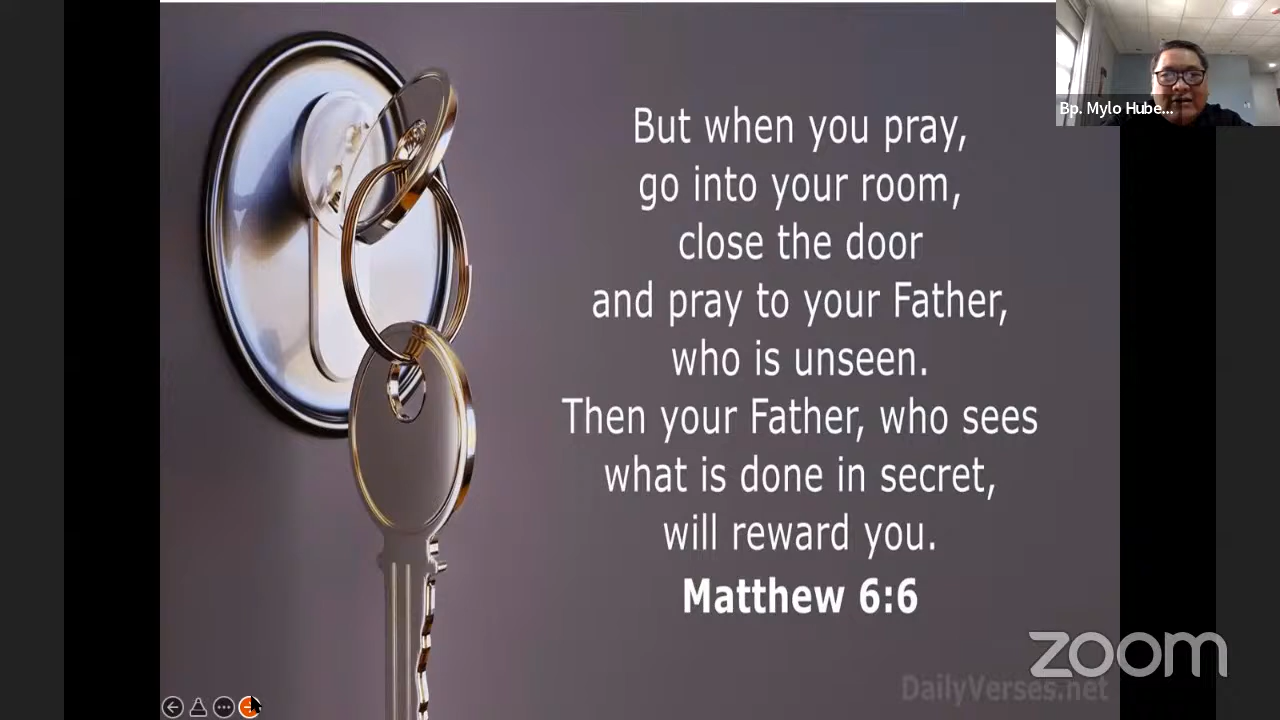 But when you pray,
go into your room,
close the door
and pray to your Father,
who is unseen.
Then your Father, who sees
what is done in secret,
will reward you.
Matthew 6:6
DailyVerses.net
Bp. Mylo Hube...
zoom